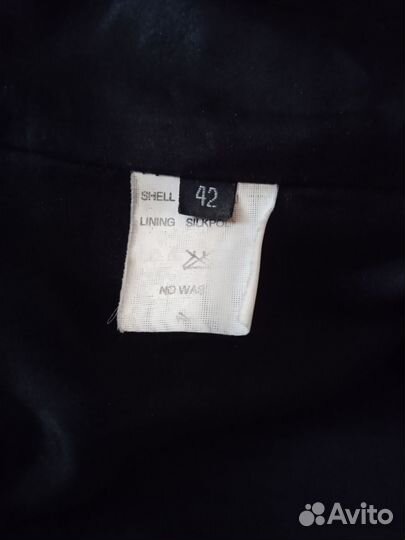 42
SHELL
LINING SILKPOL
NO WAS
Avito